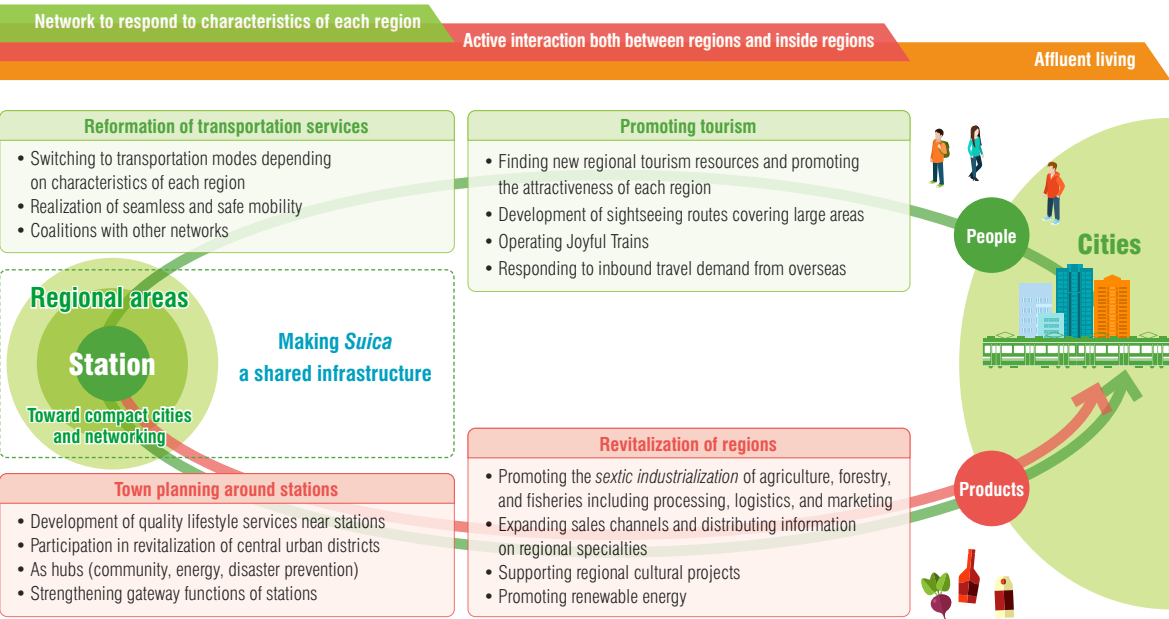 Network to respond to characteristics of each region
Active interaction both between regions and inside regions
Affluent living
Reformation of transportation services
• Switching to transportation modes depending
on characteristics of each region
• Realization of seamless and safe mobility
• Coalitions with other networks
Promoting tourism
• Finding new regional tourism resources and promoting
the attractiveness of each region
• Development of sightseeing routes covering large areas
• Operating Joyful Trains
• Responding to inbound travel demand from overseas
People
Cities
Regional areas
Station
Toward compact cities
and networking
Making Suica
a shared infrastructure
Town planning around stations
• Development of quality lifestyle services near stations
• Participation in revitalization of central urban districts
• As hubs (community, energy, disaster prevention)
• Strengthening gateway functions of stations
Revitalization of regions
• Promoting the sextic industrialization of agriculture, forestry,
and fisheries including processing, logistics, and marketing
• Expanding sales channels and distributing information
on regional specialties
• Supporting regional cultural projects
• Promoting renewable energy
Products